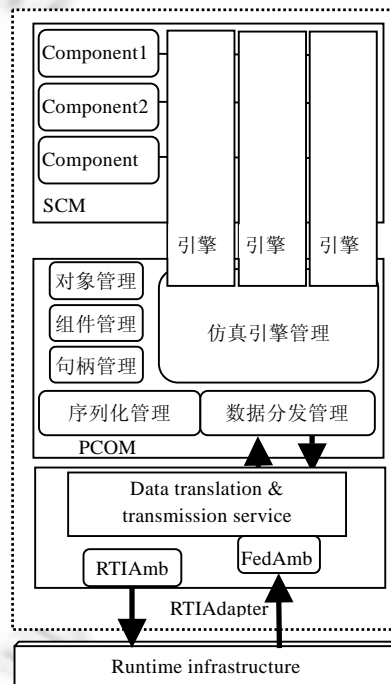 Component1
Component2
Component
SCM
引擎 引擎 引擎
对象管理
组件管理
句柄管理
仿真引擎管理
序列化管理 数据分发管理
PCOM
Data translation &
transmission service
RTIAmb FedAmb
RTIAdapter
Runtime infrastructure